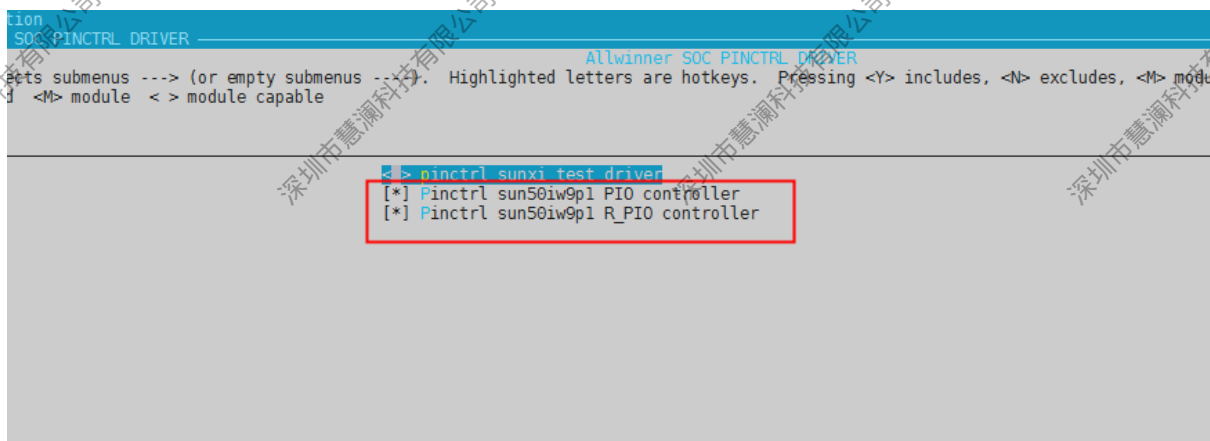 tion
SOC PINCTRL DRIVER
Allwinner SOC PINCTRL DRIVER
ects submenus ---> (or empty submenus ----). Highlighted letters are hotkeys. Pressing <Y> includes, <N> excludes, <M> modu
d <M> module < > module capable
< > pinctrl sunxi test driver
[*] Pinctrl sun50iw9p1 PIO controller
[*] Pinctrl sun50iw9p1 R_PIO controller
深圳市慧澜科技有限公司
深圳市慧澜科技有限公司
深圳市慧澜科技有限公司